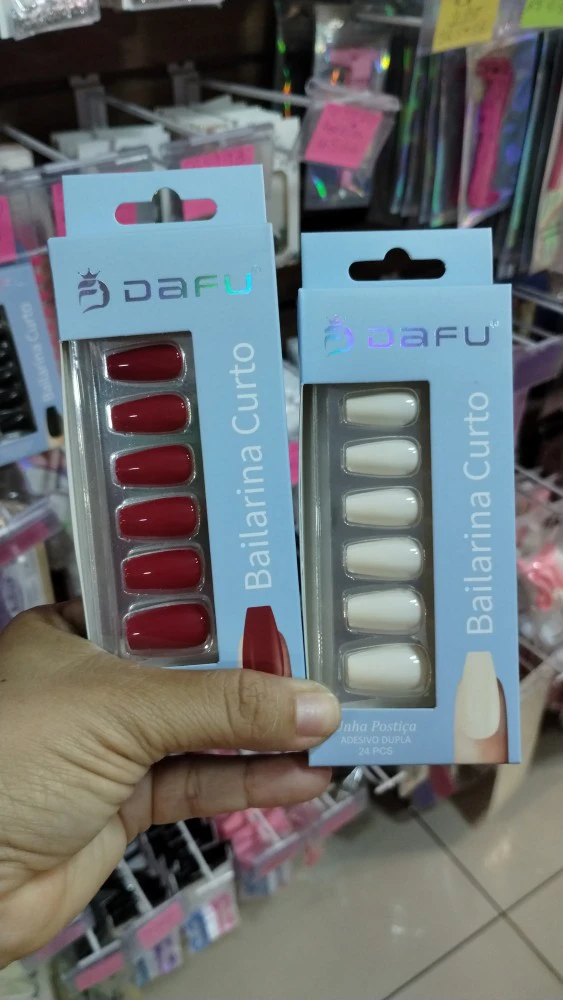 DAFU
Bailarina Curto
DAFU
Bailarina Curto
Unha Postiça
ADESIVO DUPLA
24 PCS
Bailarina Curto